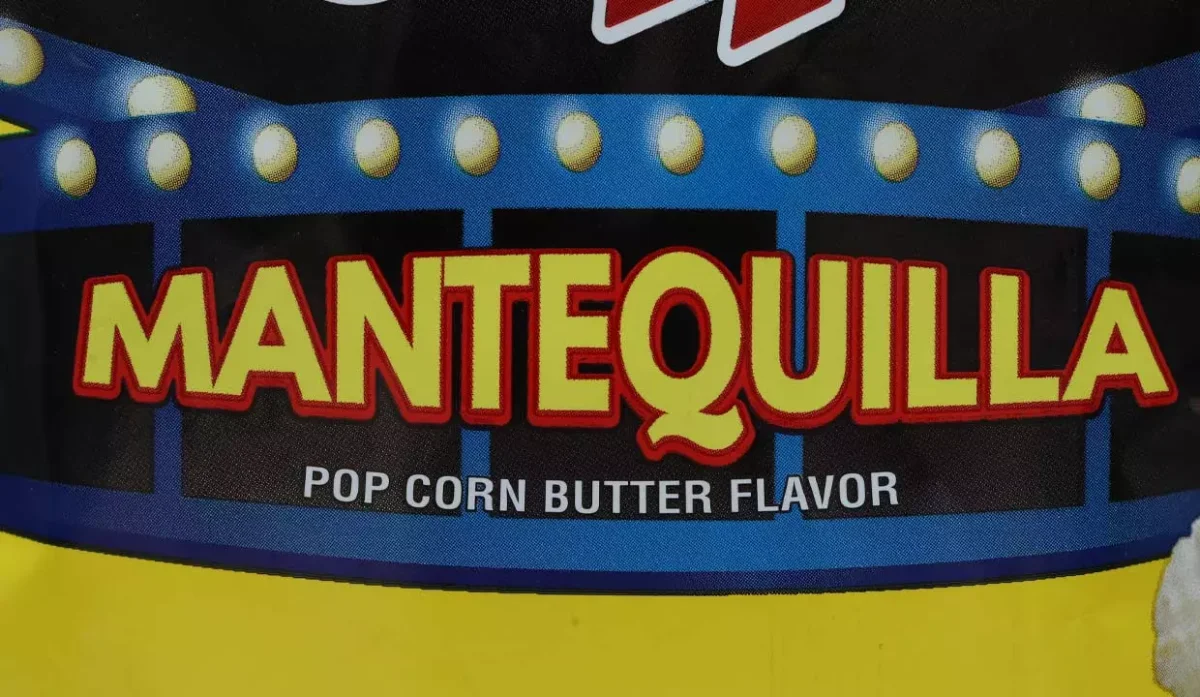 MANTEQUILLA
POP CORN BUTTER FLAVOR